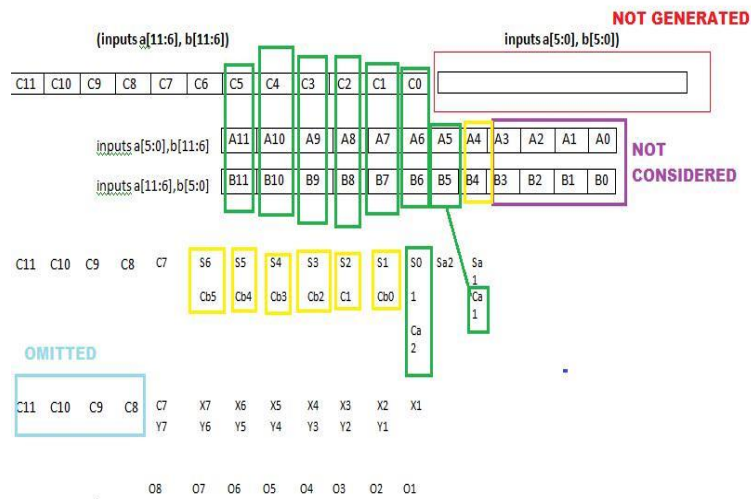 NOT GENERATED
(inputs a[11:6], b[11:6]) inputs a[5:0], b[5:0])
C11 C10 C9 C8 C7 C6 C5 C4 C3 C2 C1 C0
inputs a[5:0],b[11:6] A11 A10 A9 A8 A7 A6 A5 A4 A3 A2 A1 A0
NOT
CONSIDERED
inputs a[11:6],b[5:0] B11 B10 B9 B8 B7 B6 B5 B4 B3 B2 B1 B0
C11 C10 C9 C8 C7 S6 S5 S4 S3 S2 S1 S0 Sa2 Sa
1
Cb5 Cb4 Cb3 Cb2 C1 Cb0 1 Ca
1
Ca
2
OMITTED
C11 C10 C9 C8 C7 X7 X6 X5 X4 X3 X2 X1
Y7 Y6 Y5 Y4 Y3 Y2 Y1
O8 O7 O6 O5 O4 O3 O2 O1